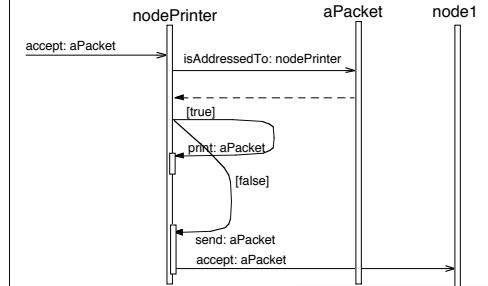 nodePrinter
aPacket
node1
accept: aPacket
isAddressedTo: nodePrinter
[true]
print: aPacket
[false]
send: aPacket
accept: aPacket